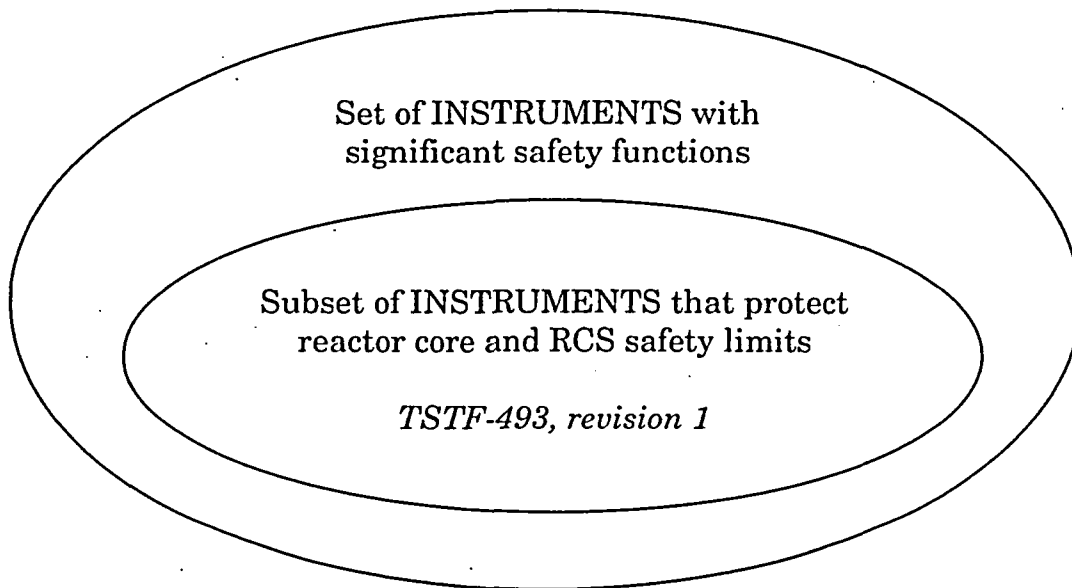 Set of INSTRUMENTS with
significant safety functions
Subset of INSTRUMENTS that protect
reactor core and RCS safety limits
TSTF-493, revision 1